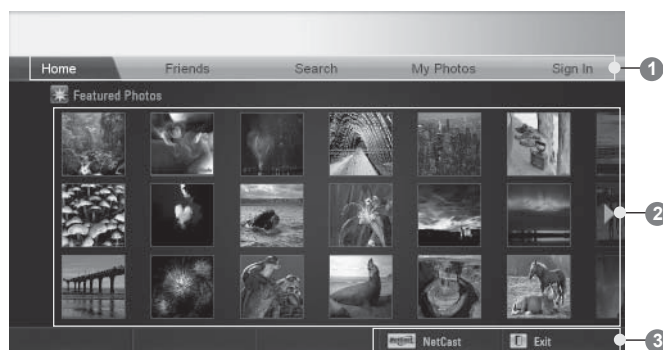 Home Friends Search My Photos Sign In
1
Featured Photos
2
NetCast Exit
3